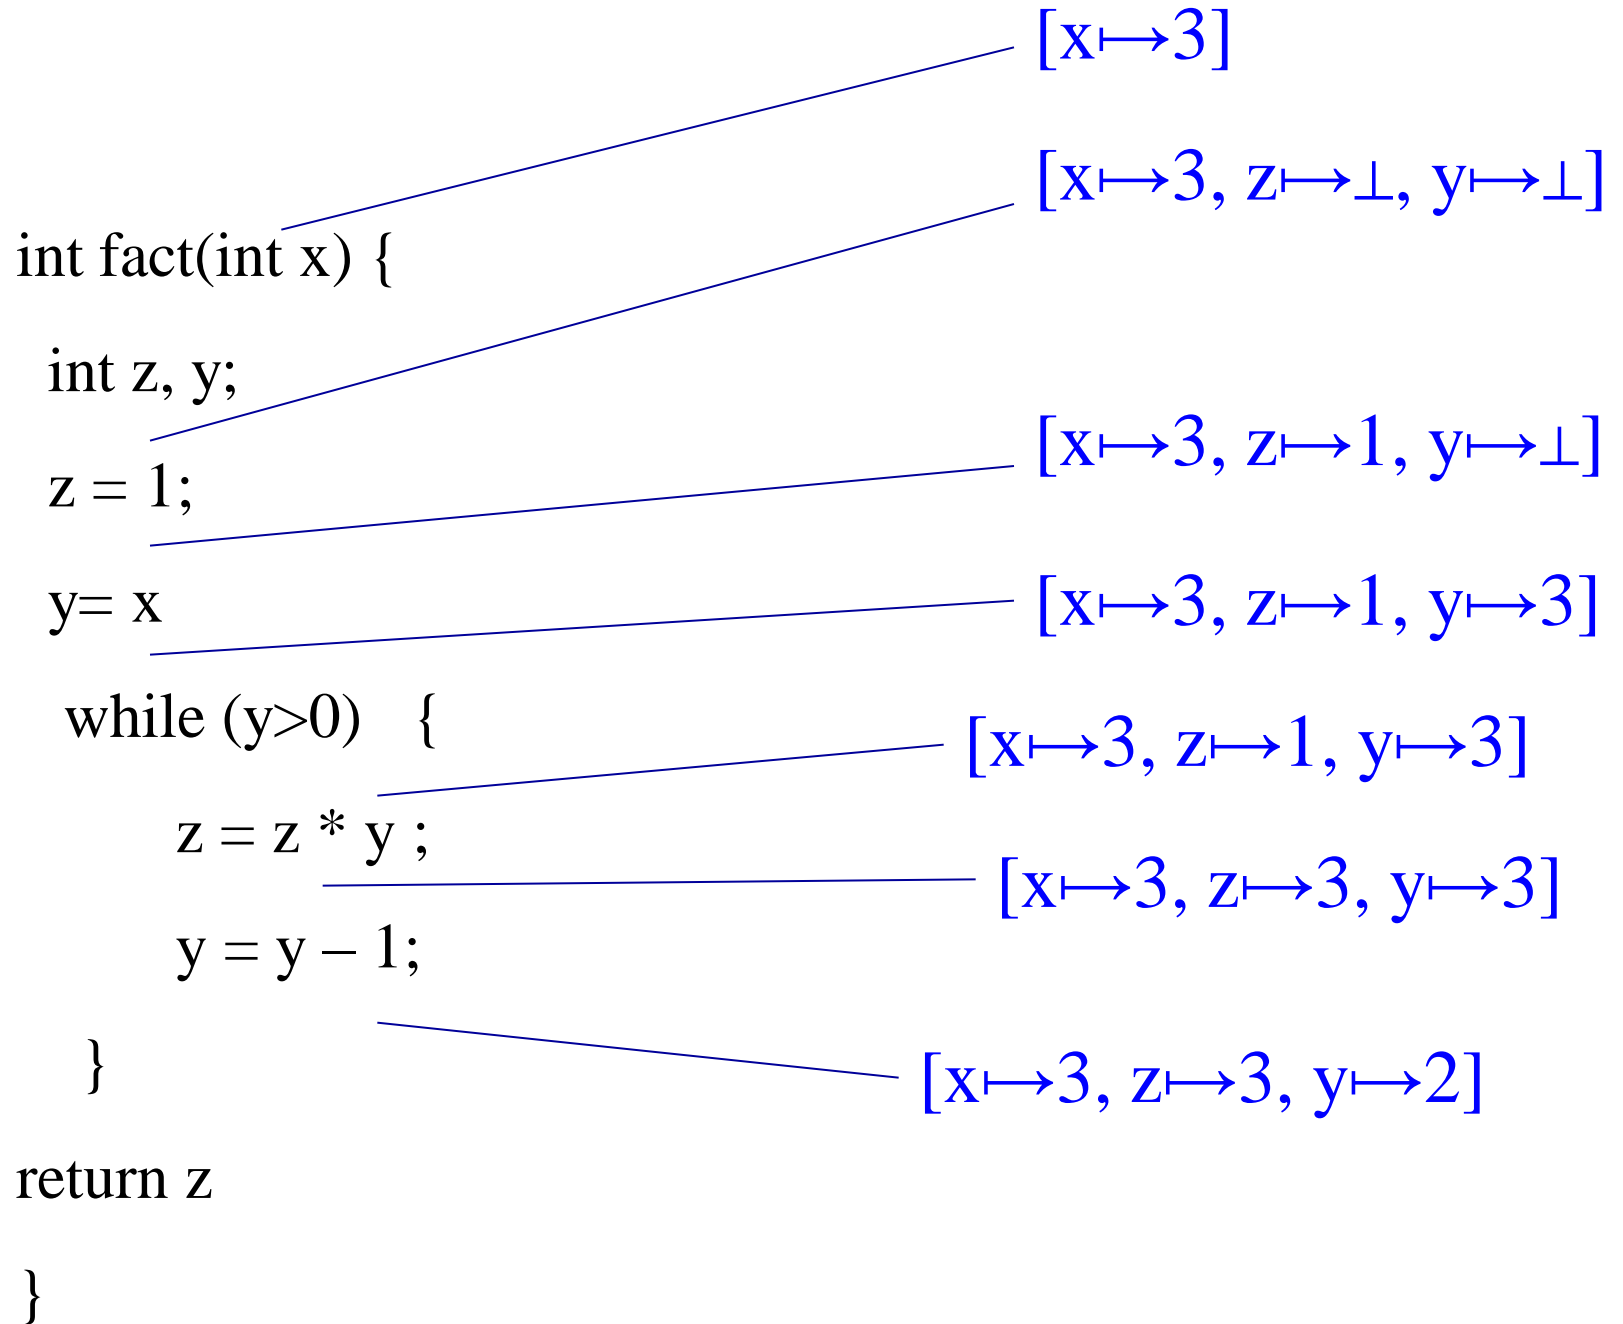 [x↦3]
[x↦3, z↦⊥, y↦⊥]
int fact(int x) {
int z, y;
[x↦3, z↦1, y↦⊥]
z = 1;
[x↦3, z↦1, y↦3]
y= x
while (y>0) {
[x↦3, z↦1, y↦3]
z = z * y ;
[x↦3, z↦3, y↦3]
y = y – 1;
}
[x↦3, z↦3, y↦2]
return z
}